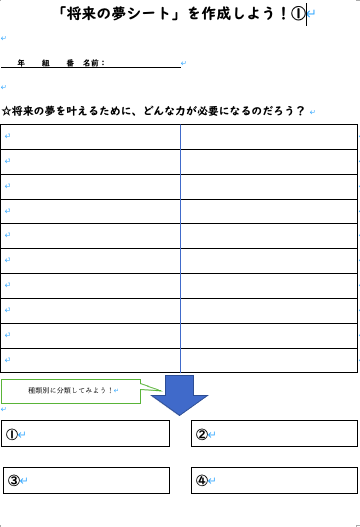 「将来の夢シート」を作成しよう！①
年　組　番　名前：
☆将来の夢を叶えるために、どんな力が必要になるのだろう？
種類別に分類してみよう！
①
②
③
④